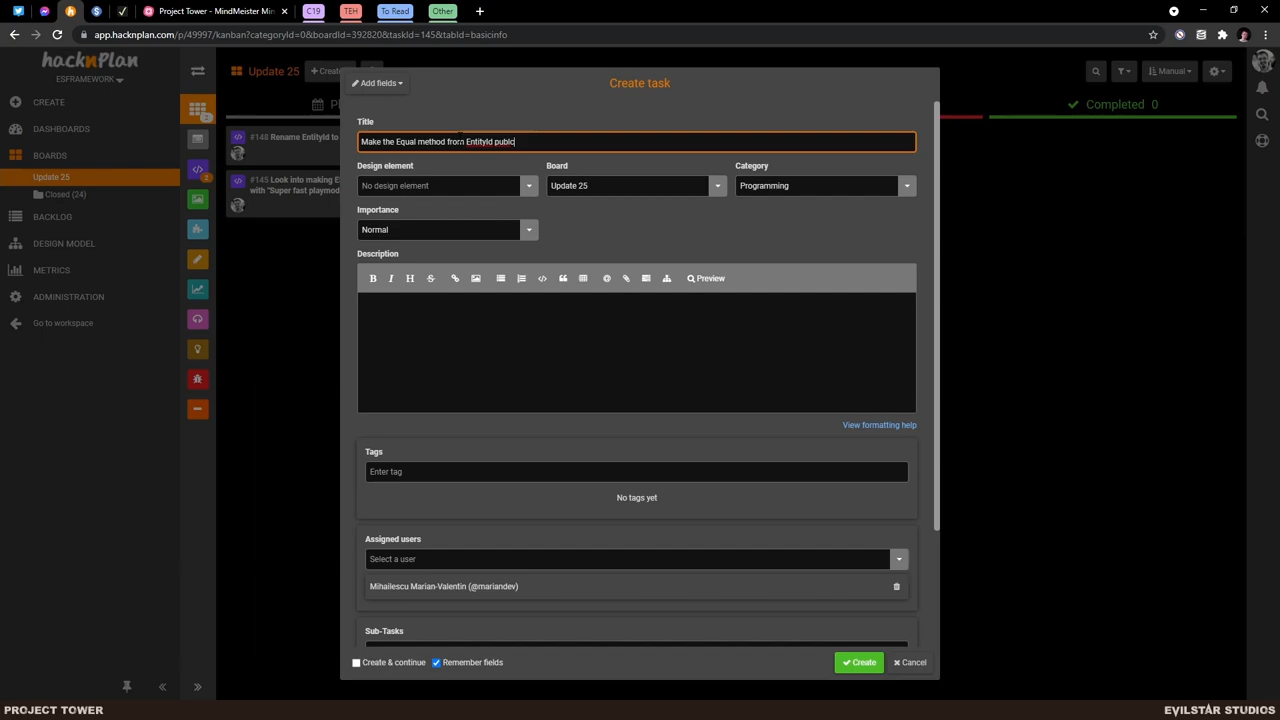 Project Tower - MindMeister Min
C19
TEH
To Read
Other
app.hacknplan.com/p/49997/kanban?categoryId=0&boardId=392820&taskId=145&tabId=basicinfo
hacknplan
ESFRAMEWORK
CREATE
DASHBOARDS
BOARDS
Update 25
Closed (24)
BACKLOG
DESIGN MODEL
METRICS
ADMINISTRATION
Go to workspace
Update 25
Manual
Completed 0
#148 Rename EntityId to
#145 Look into making E
with "Super fast playmod
Add fields
Create task
Title
Make the Equal method from EntityId publc
Design element
Board
Category
No design element
Update 25
Programming
Importance
Normal
Description
B I H S
Preview
View formatting help
Tags
Enter tag
No tags yet
Assigned users
Select a user
Mihailescu Marian-Valentin (@mariandev)
Sub-Tasks
Create & continue
Remember fields
Create
Cancel
PROJECT TOWER
EVILSTAR STUDIOS